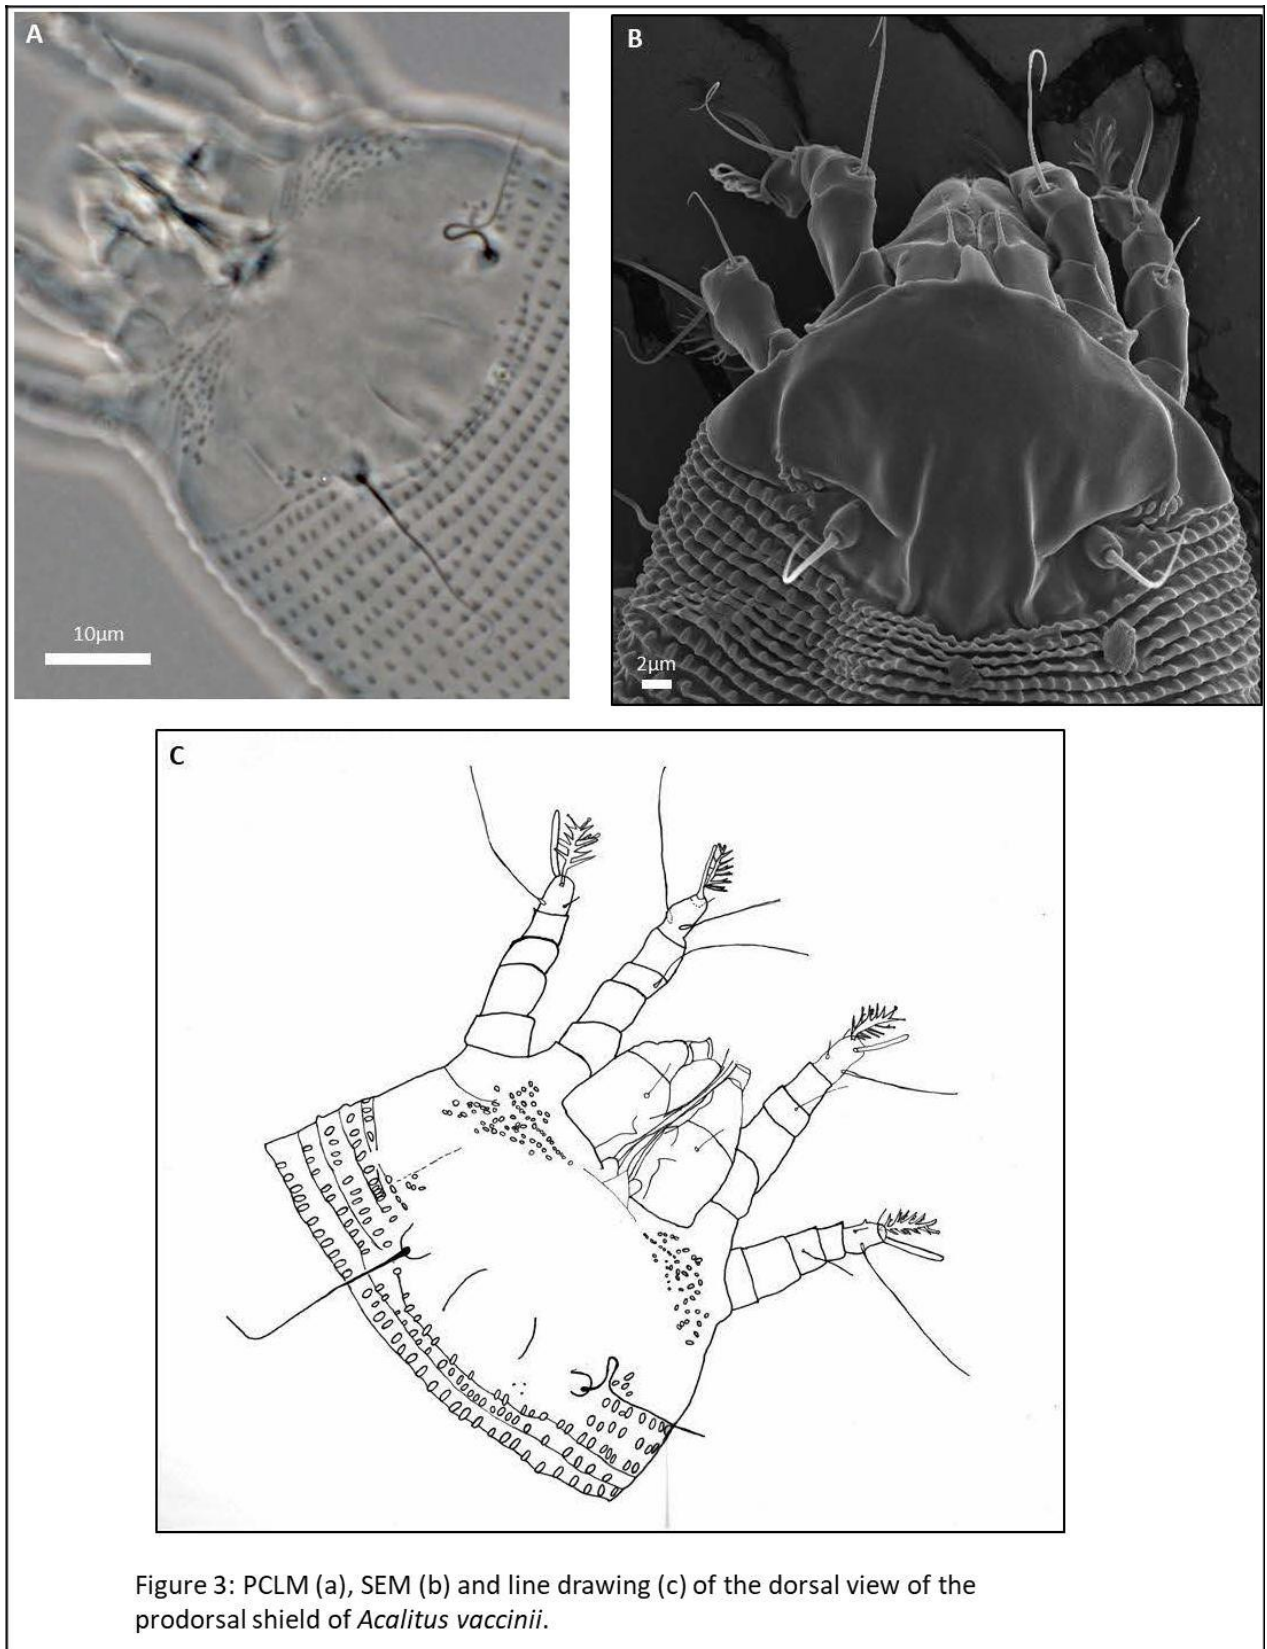 A
B
10µm
2µm
C
Figure 3: PCLM (a), SEM (b) and line drawing (c) of the dorsal view of the
prodorsal shield of Acalitus vaccinii.